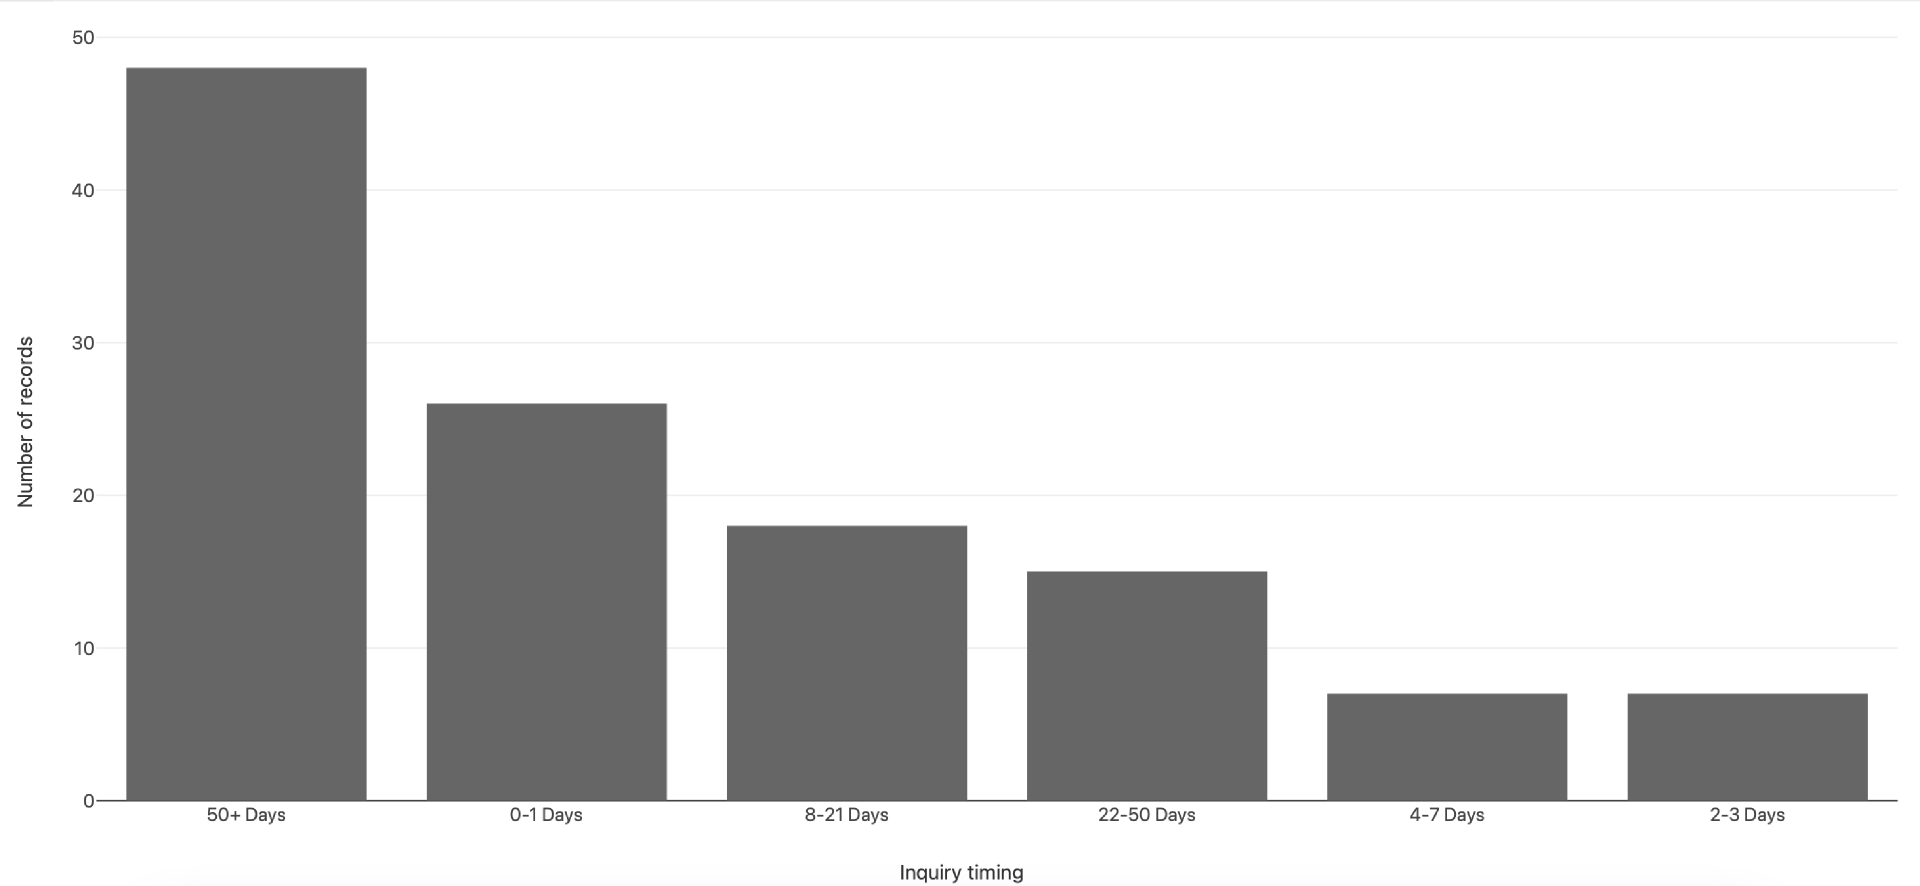 50
40
30
20
10
0
Number of records
50+ Days
0-1 Days
8-21 Days
22-50 Days
4-7 Days
2-3 Days
Inquiry timing